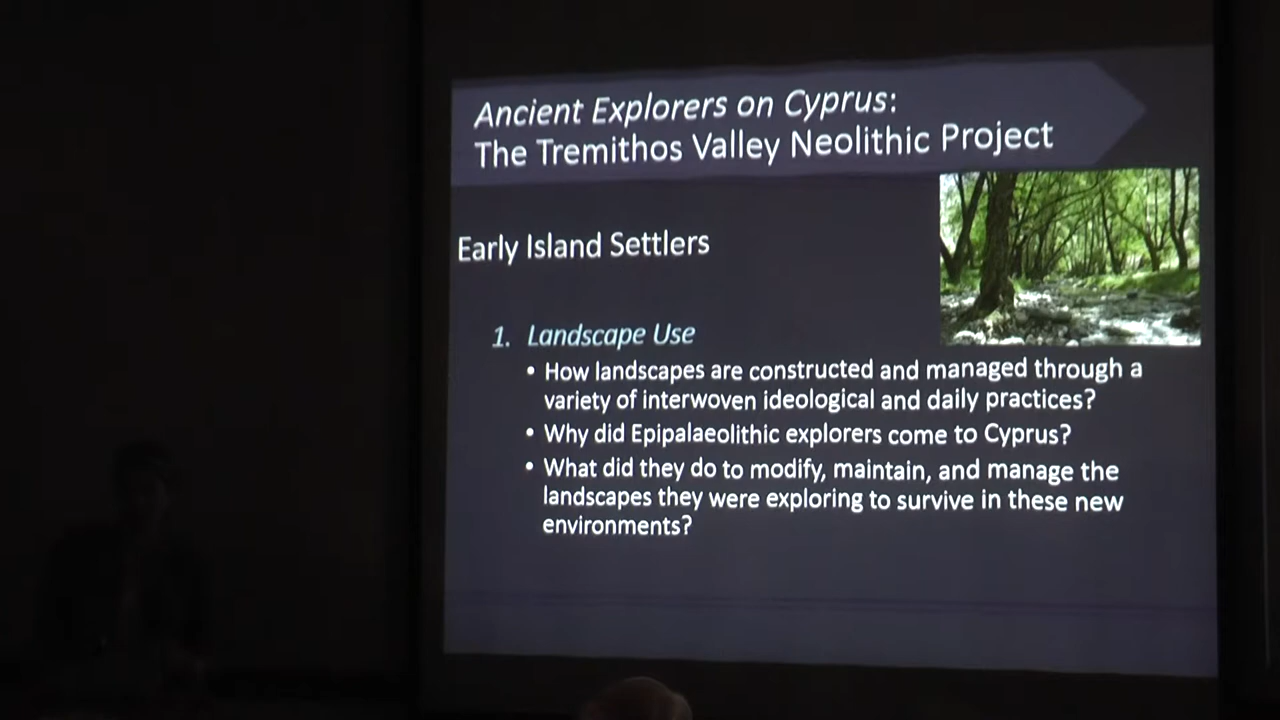 Ancient Explorers on Cyprus:
The Tremithos Valley Neolithic Project
Early Island Settlers
1. Landscape Use
• How landscapes are constructed and managed through a
variety of interwoven ideological and daily practices?
• Why did Epipalaeolithic explorers come to Cyprus?
• What did they do to modify, maintain, and manage the
landscapes they were exploring to survive in these new
environments?